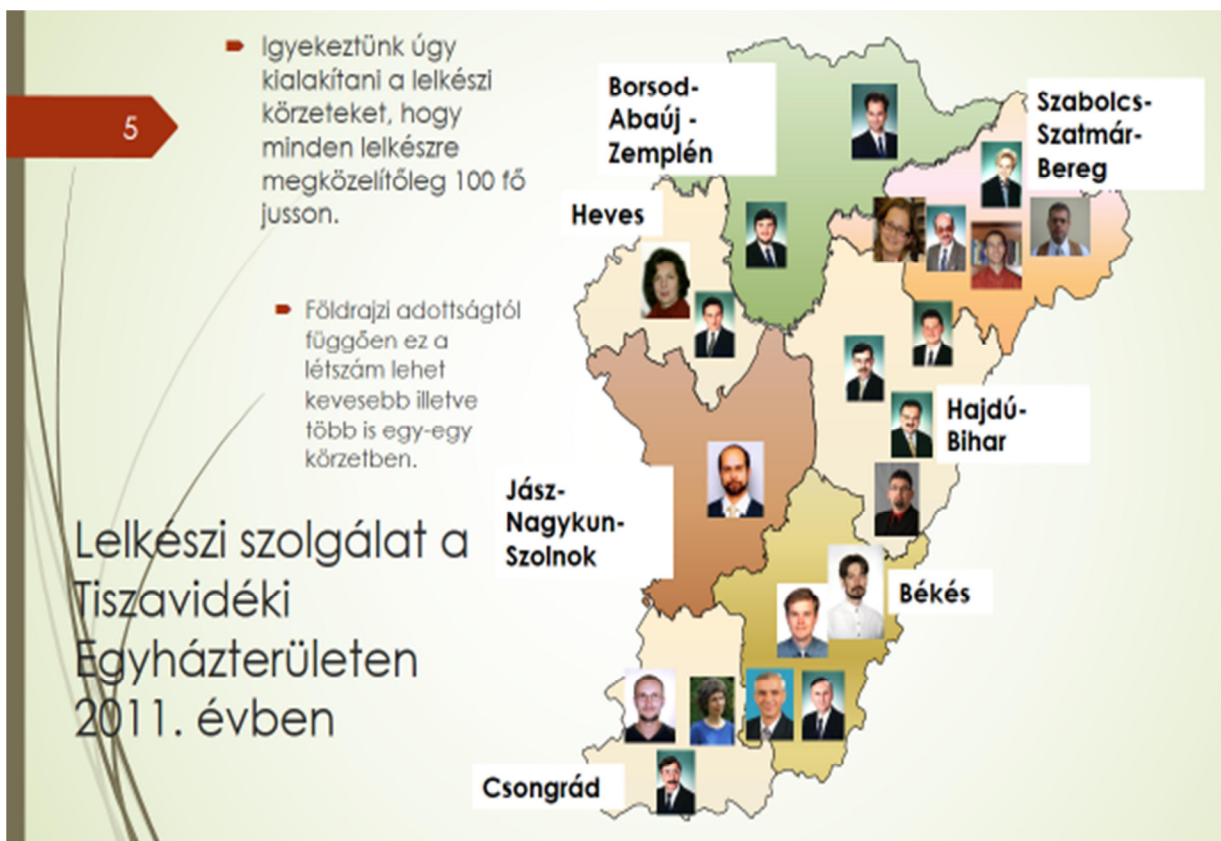 5
Igyekeztünk úgy
kialakítani a lelkészi
körzeteket, hogy
minden lelkészre
megközelítőleg 100 fő
jusson.
Földrajzi adottságtól
függően ez a
létszám lehet
kevesebb illetve
több is egy-egy
körzetben.
Lelkészi szolgálat a
Tiszavidéki
Egyházterületen
2011. évben
Borsod-
Abaúj -
Zemplén
Szabolcs-
Szatmár-
Bereg
Heves
Hajdú-
Bihar
Jász-
Nagykun-
Szolnok
Békés
Csongrád